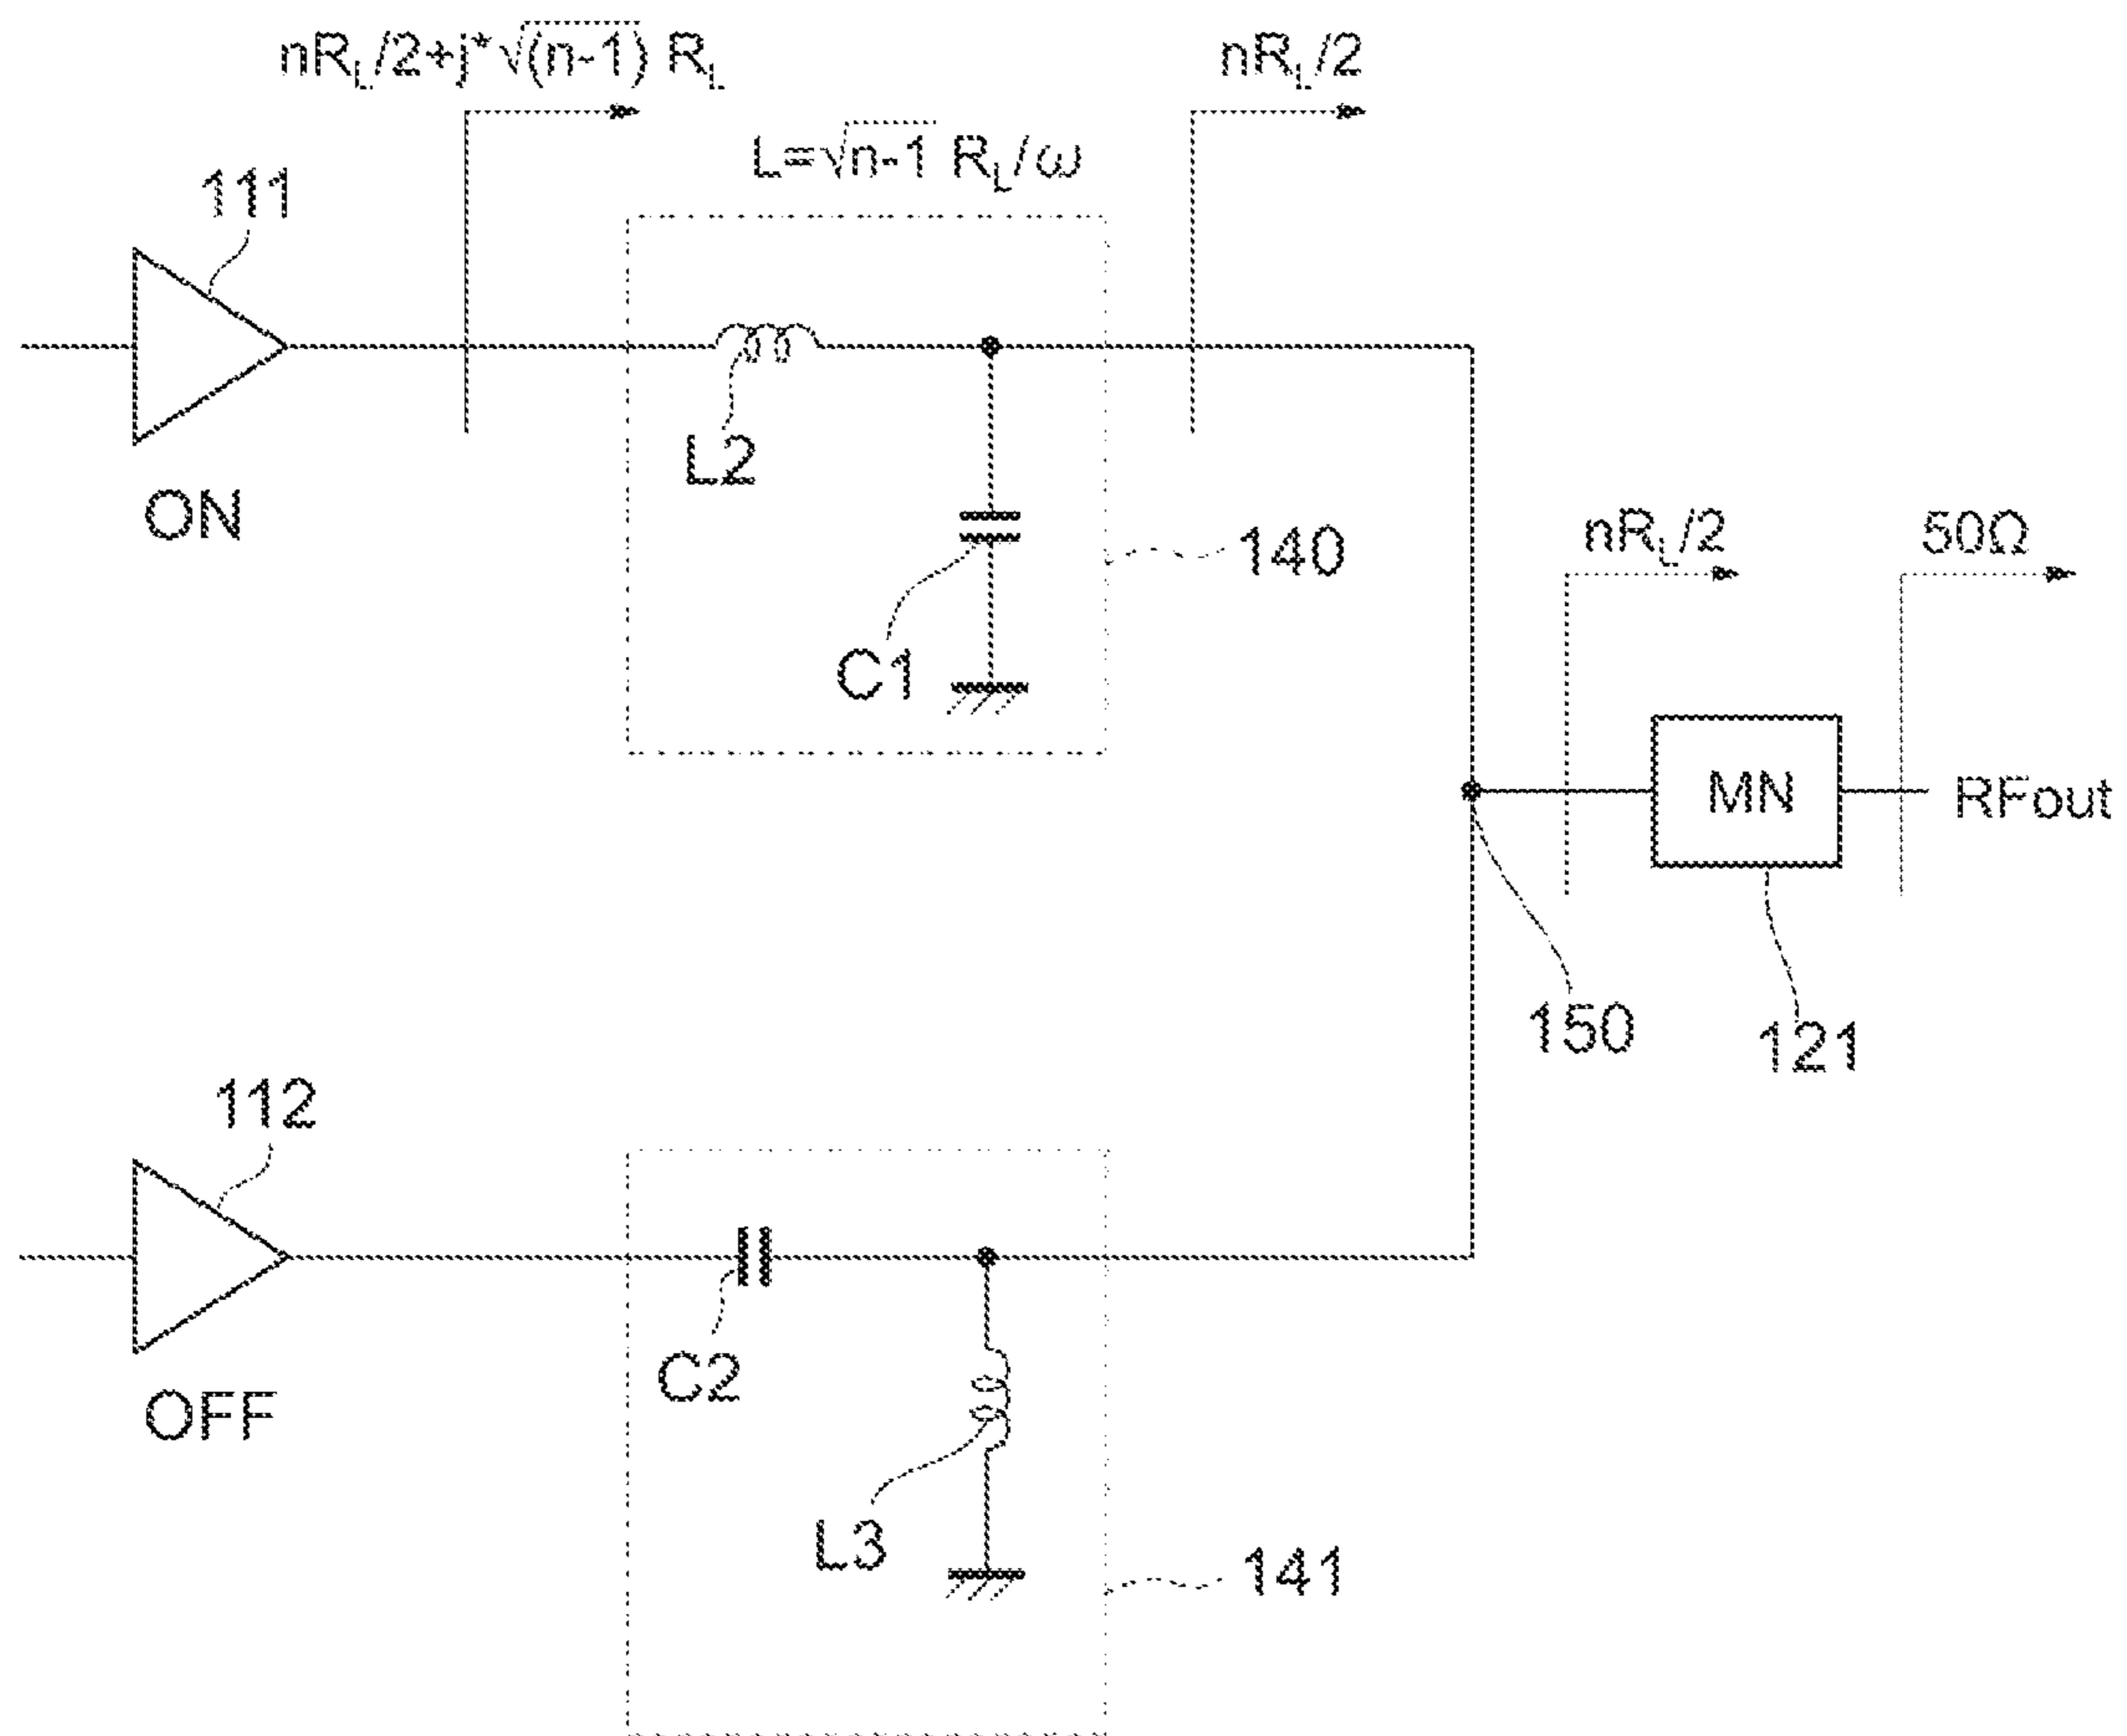 nR_L/2+j*√(n-1) R_L
nR_L/2
L=√n-1 R_L/ω
111
ON
L2
C1
140
nR_L/2
50Ω
MN
RFout
150
121
112
OFF
C2
L3
141